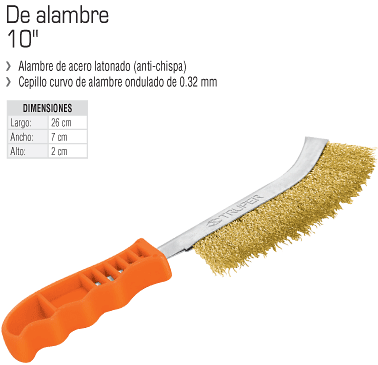 De alambre
10"
› Alambre de acero latonado (anti-chispa)
› Cepillo curvo de alambre ondulado de 0.32 mm
DIMENSIONES
Largo: 26 cm
Ancho: 7 cm
Alto: 2 cm
TRUPER